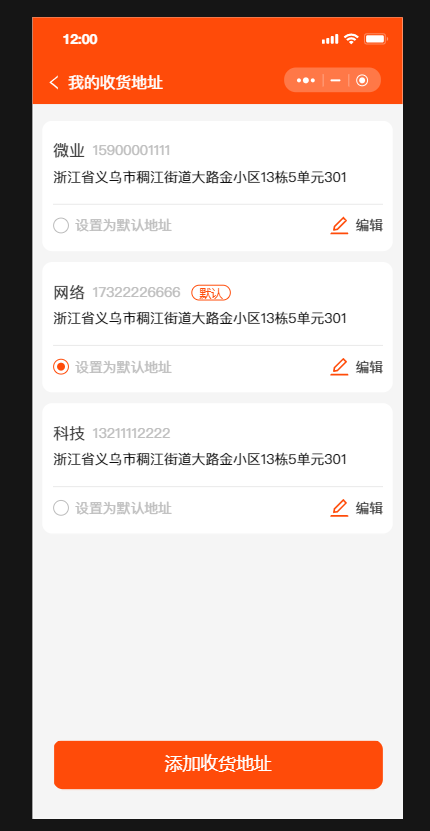 12:00
我的收货地址
微业 15900001111
浙江省义乌市稠江街道大路金小区13栋5单元301
设置为默认地址 编辑
网络 17322226666 默认
浙江省义乌市稠江街道大路金小区13栋5单元301
设置为默认地址 编辑
科技 13211112222
浙江省义乌市稠江街道大路金小区13栋5单元301
设置为默认地址 编辑
添加收货地址